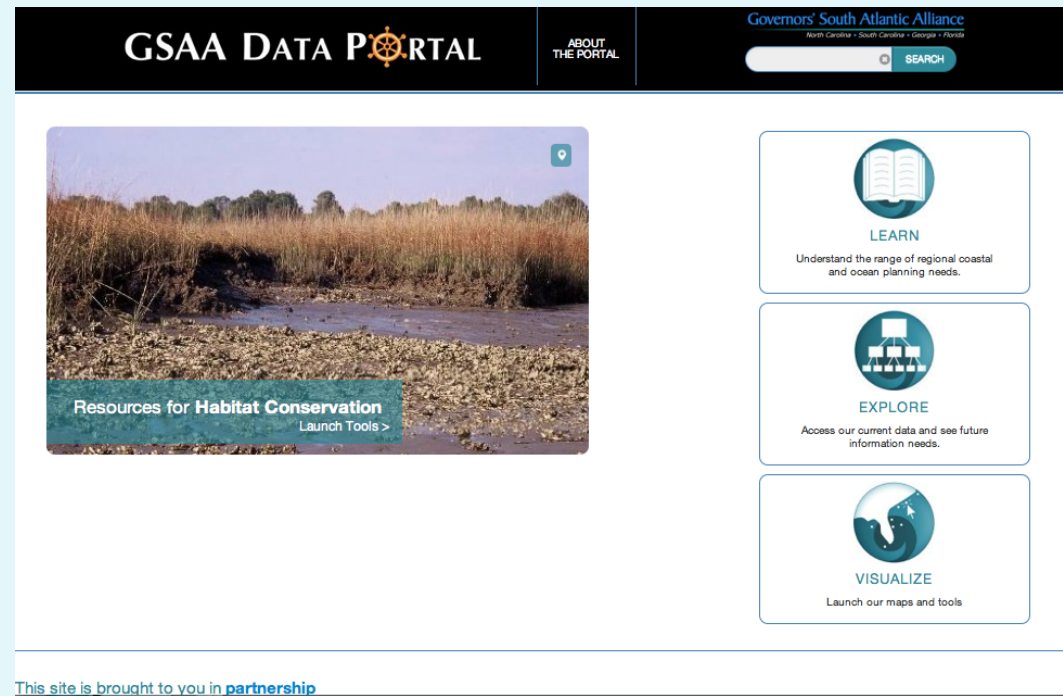 GSAA DATA PORTAL
ABOUT
THE PORTAL
Governors' South Atlantic Alliance
North Carolina • South Carolina • Georgia • Florida
SEARCH
Resources for Habitat Conservation
Launch Tools >
LEARN
Understand the range of regional coastal
and ocean planning needs.
EXPLORE
Access our current data and see future
information needs.
VISUALIZE
Launch our maps and tools
This site is brought to you in partnership